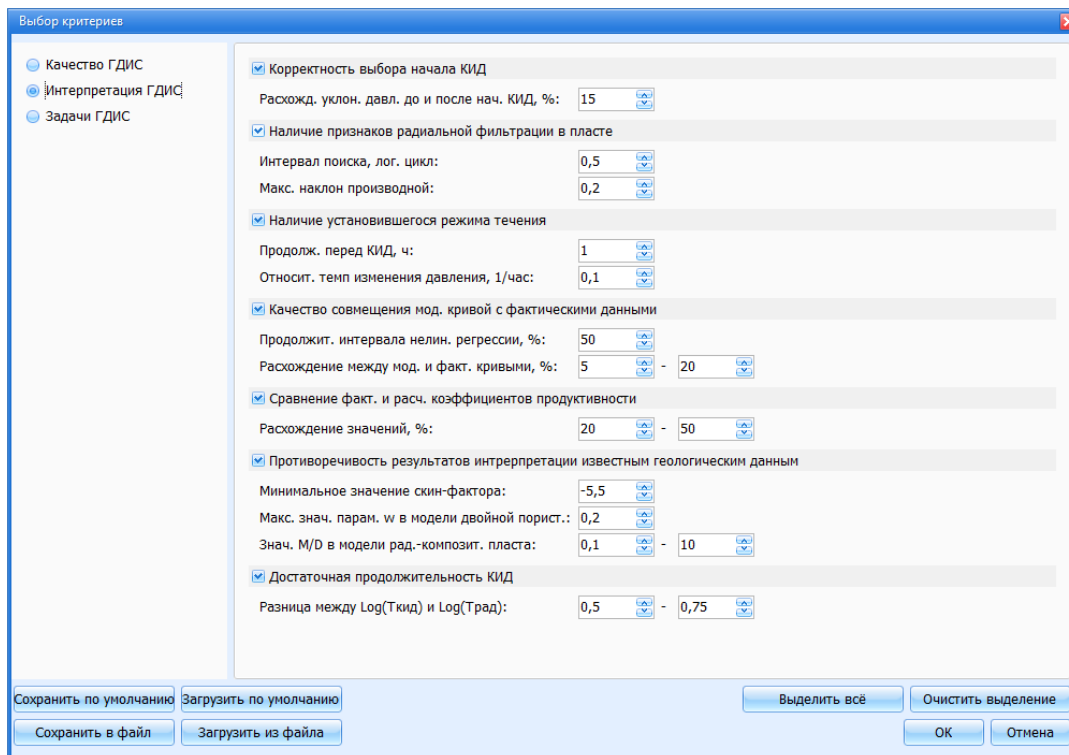 Выбор критериев
Качество ГДИС
Интерпретация ГДИС
Задачи ГДИС
Корректность выбора начала КИД
Расхожд. уклон. давл. до и после нач. КИД, %: 15
Наличие признаков радиальной фильтрации в пласте
Интервал поиска, лог. цикл: 0,5
Макс. наклон производной: 0,2
Наличие установившегося режима течения
Продолж. перед КИД, ч: 1
Относит. темп изменения давления, 1/час: 0,1
Качество совмещения мод. кривой с фактическими данными
Продолжит. интервала нелин. регрессии, %: 50
Расхождение между мод. и факт. кривыми, %: 5 - 20
Сравнение факт. и расч. коэффициентов продуктивности
Расхождение значений, %: 20 - 50
Противоречивость результатов интрерпретации известным геологическим данным
Минимальное значение скин-фактора: -5,5
Макс. знач. парам. w в модели двойной порист.: 0,2
Знач. M/D в модели рад.-композит. пласта: 0,1 - 10
Достаточная продолжительность КИД
Разница между Log(Tкид) и Log(Tрад): 0,5 - 0,75
Сохранить по умолчанию Загрузить по умолчанию Выделить всё Очистить выделение
Сохранить в файл Загрузить из файла ОК Отмена